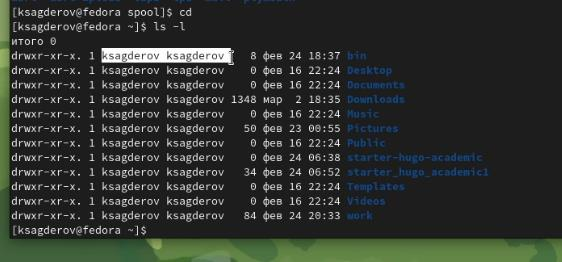 [ksagderov@fedora spool]$ cd
[ksagderov@fedora ~]$ ls -l
итого 0
drwxr-xr-x. 1 ksagderov ksagderov 8 фев 24 18:37 bin
drwxr-xr-x. 1 ksagderov ksagderov 0 фев 16 22:24 Desktop
drwxr-xr-x. 1 ksagderov ksagderov 0 фев 16 22:24 Documents
drwxr-xr-x. 1 ksagderov ksagderov 1348 мар 2 18:35 Downloads
drwxr-xr-x. 1 ksagderov ksagderov 0 фев 16 22:24 Music
drwxr-xr-x. 1 ksagderov ksagderov 50 фев 23 00:55 Pictures
drwxr-xr-x. 1 ksagderov ksagderov 0 фев 16 22:24 Public
drwxr-xr-x. 1 ksagderov ksagderov 0 фев 24 06:38 starter-hugo-academic
drwxr-xr-x. 1 ksagderov ksagderov 34 фев 24 06:52 starter_hugo_academic1
drwxr-xr-x. 1 ksagderov ksagderov 0 фев 16 22:24 Templates
drwxr-xr-x. 1 ksagderov ksagderov 0 фев 16 22:24 Videos
drwxr-xr-x. 1 ksagderov ksagderov 84 фев 24 20:33 work
[ksagderov@fedora ~]$